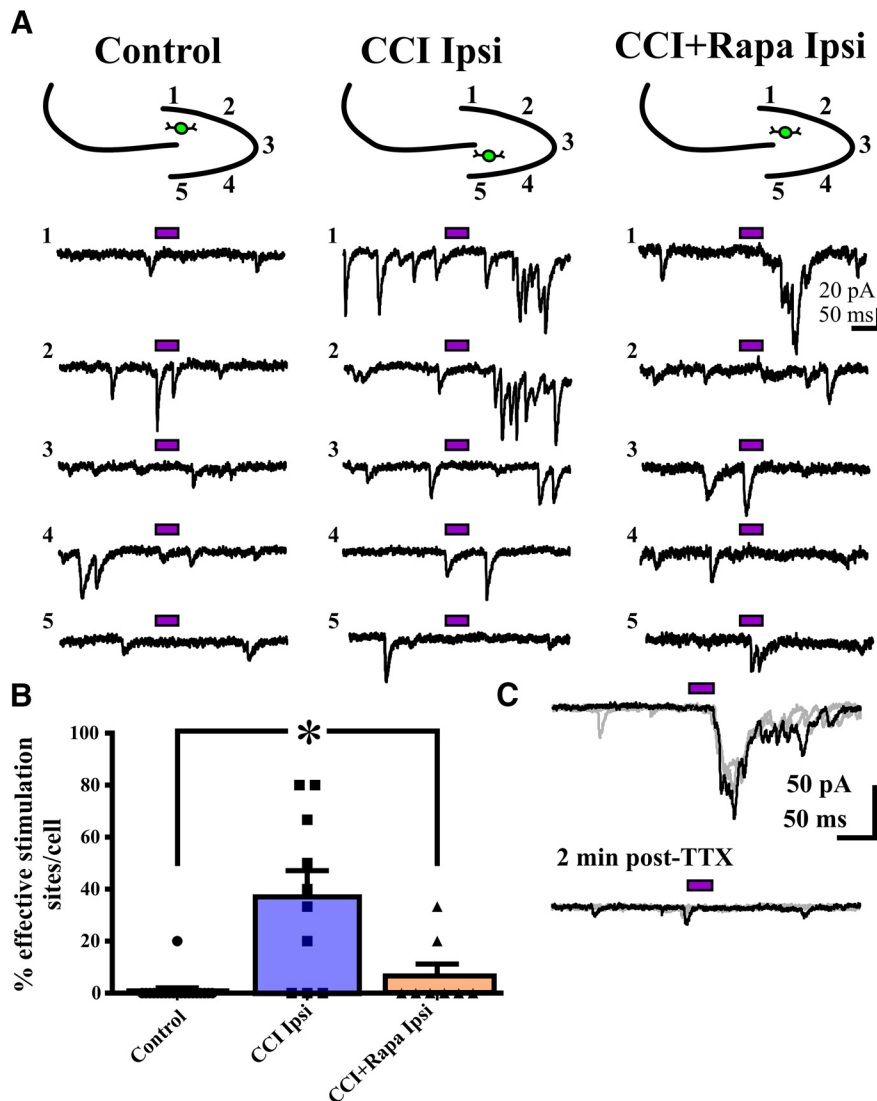 A
Control
CCI Ipsi
CCI+Rapa Ipsi
1
2
3
4
5
1
2
3
4
5
1
2
3
4
5
1
1
1
20 pA
50 ms
2
2
2
3
3
3
4
4
4
5
5
5
B
% effective stimulation
sites/cell
100
80
60
40
20
0
*
Control
CCI Ipsi
CCI+Rapa Ipsi
C
50 pA
50 ms
2 min post-TTX